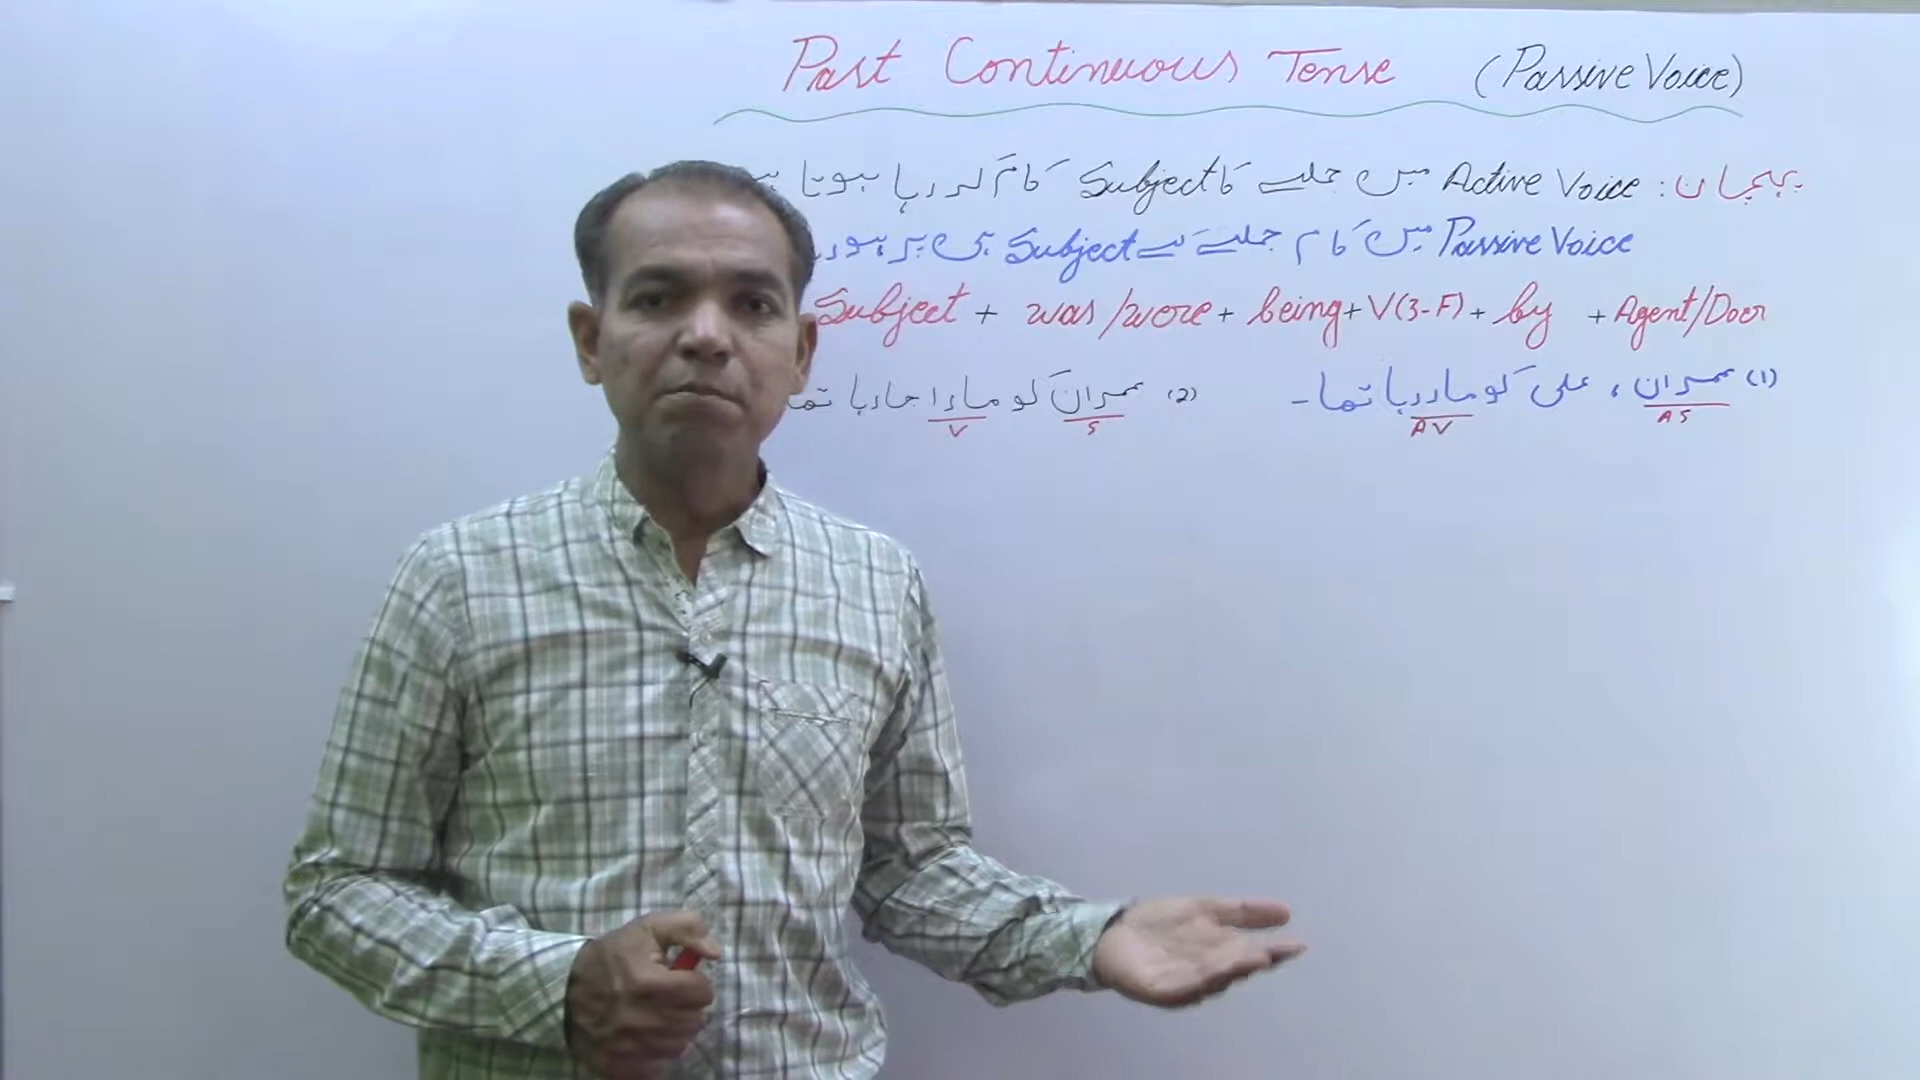 Past Continuous Tense (Passive Voice)
پہچان: Active Voice میں جملے کا Subject کام کر رہا ہوتا
Passive Voice میں کام جملے کے Subject ہی پر ہو
Subject + was/were + being + V(3-F) + by + Agent/Doer
(1) عمران ، علی کو مار رہا تھا - (2) عمران کو مارا جا رہا تھا
AS AV S V